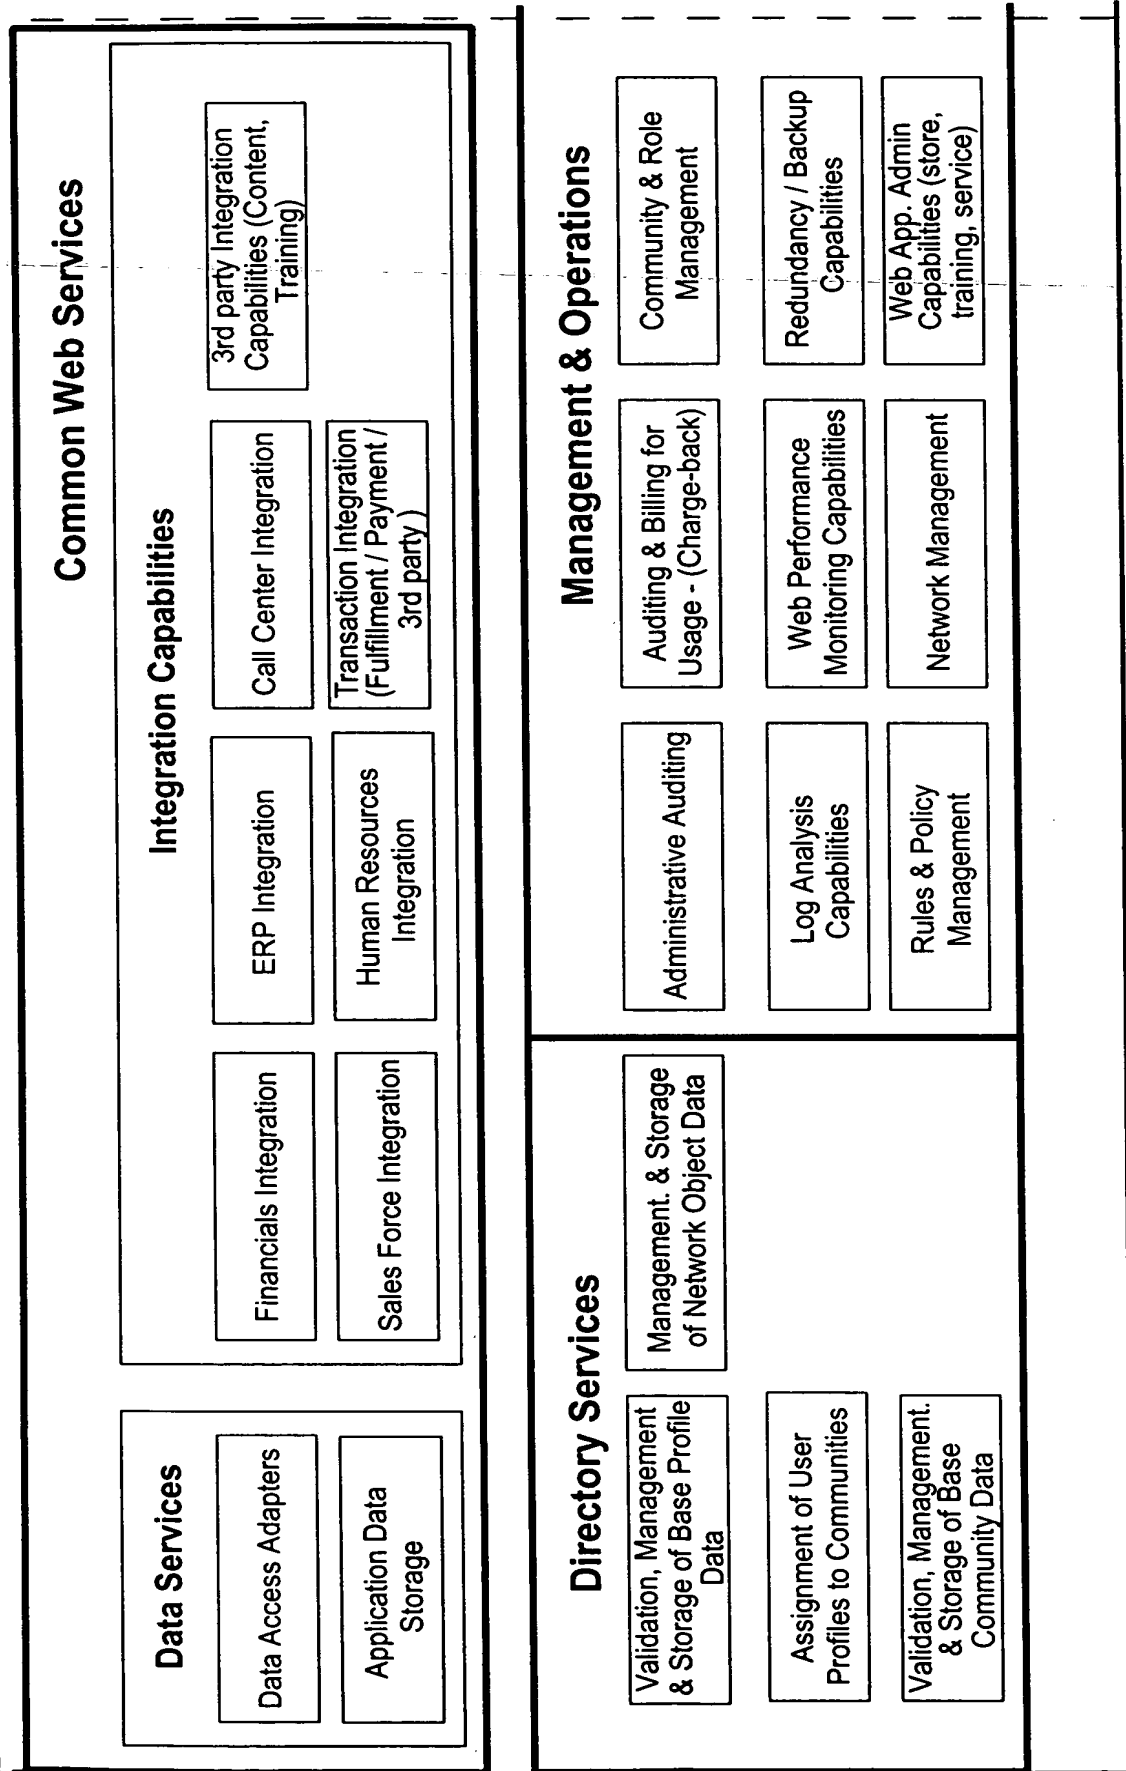 Common Web Services
Data Services
Data Access Adapters
Application Data
Storage
Integration Capabilities
Financials Integration
ERP Integration
Call Center Integration
3rd party Integration
Capabilities (Content,
Training)
Sales Force Integration
Human Resources
Integration
Transaction Integration
(Fulfillment / Payment /
3rd party )
Directory Services
Validation, Management
& Storage of Base Profile
Data
Management. & Storage
of Network Object Data
Assignment of User
Profiles to Communities
Validation, Management.
& Storage of Base
Community Data
Management & Operations
Administrative Auditing
Auditing & Billing for
Usage - (Charge-back)
Community & Role
Management
Log Analysis
Capabilities
Web Performance
Monitoring Capabilities
Redundancy / Backup
Capabilities
Rules & Policy
Management
Network Management
Web App. Admin
Capabilities (store,
training, service)